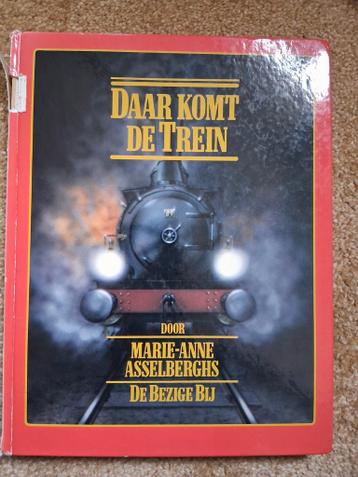 DAAR KOMT
DE TREIN
DOOR
MARIE-ANNE
ASSELBERGHS
DE BEZIGE BIJ